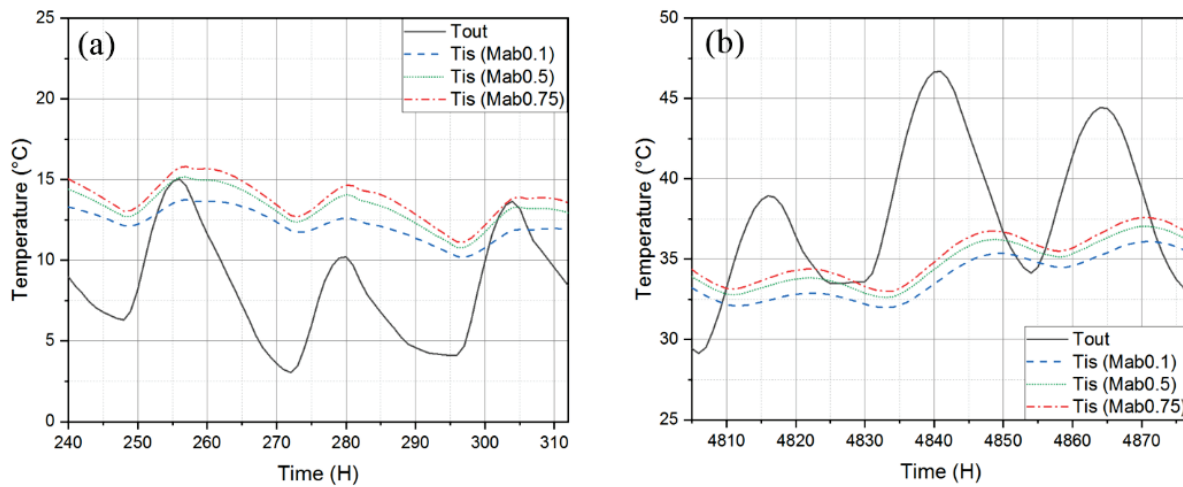 (a)
Temperature (°C)
25
20
15
10
5
0
Tout
Tis (Mab0.1)
Tis (Mab0.5)
Tis (Mab0.75)
240 250 260 270 280 290 300 310
Time (H)
(b)
Temperature (°C)
50
45
40
35
30
25
Tout
Tis (Mab0.1)
Tis (Mab0.5)
Tis (Mab0.75)
4810 4820 4830 4840 4850 4860 4870
Time (H)